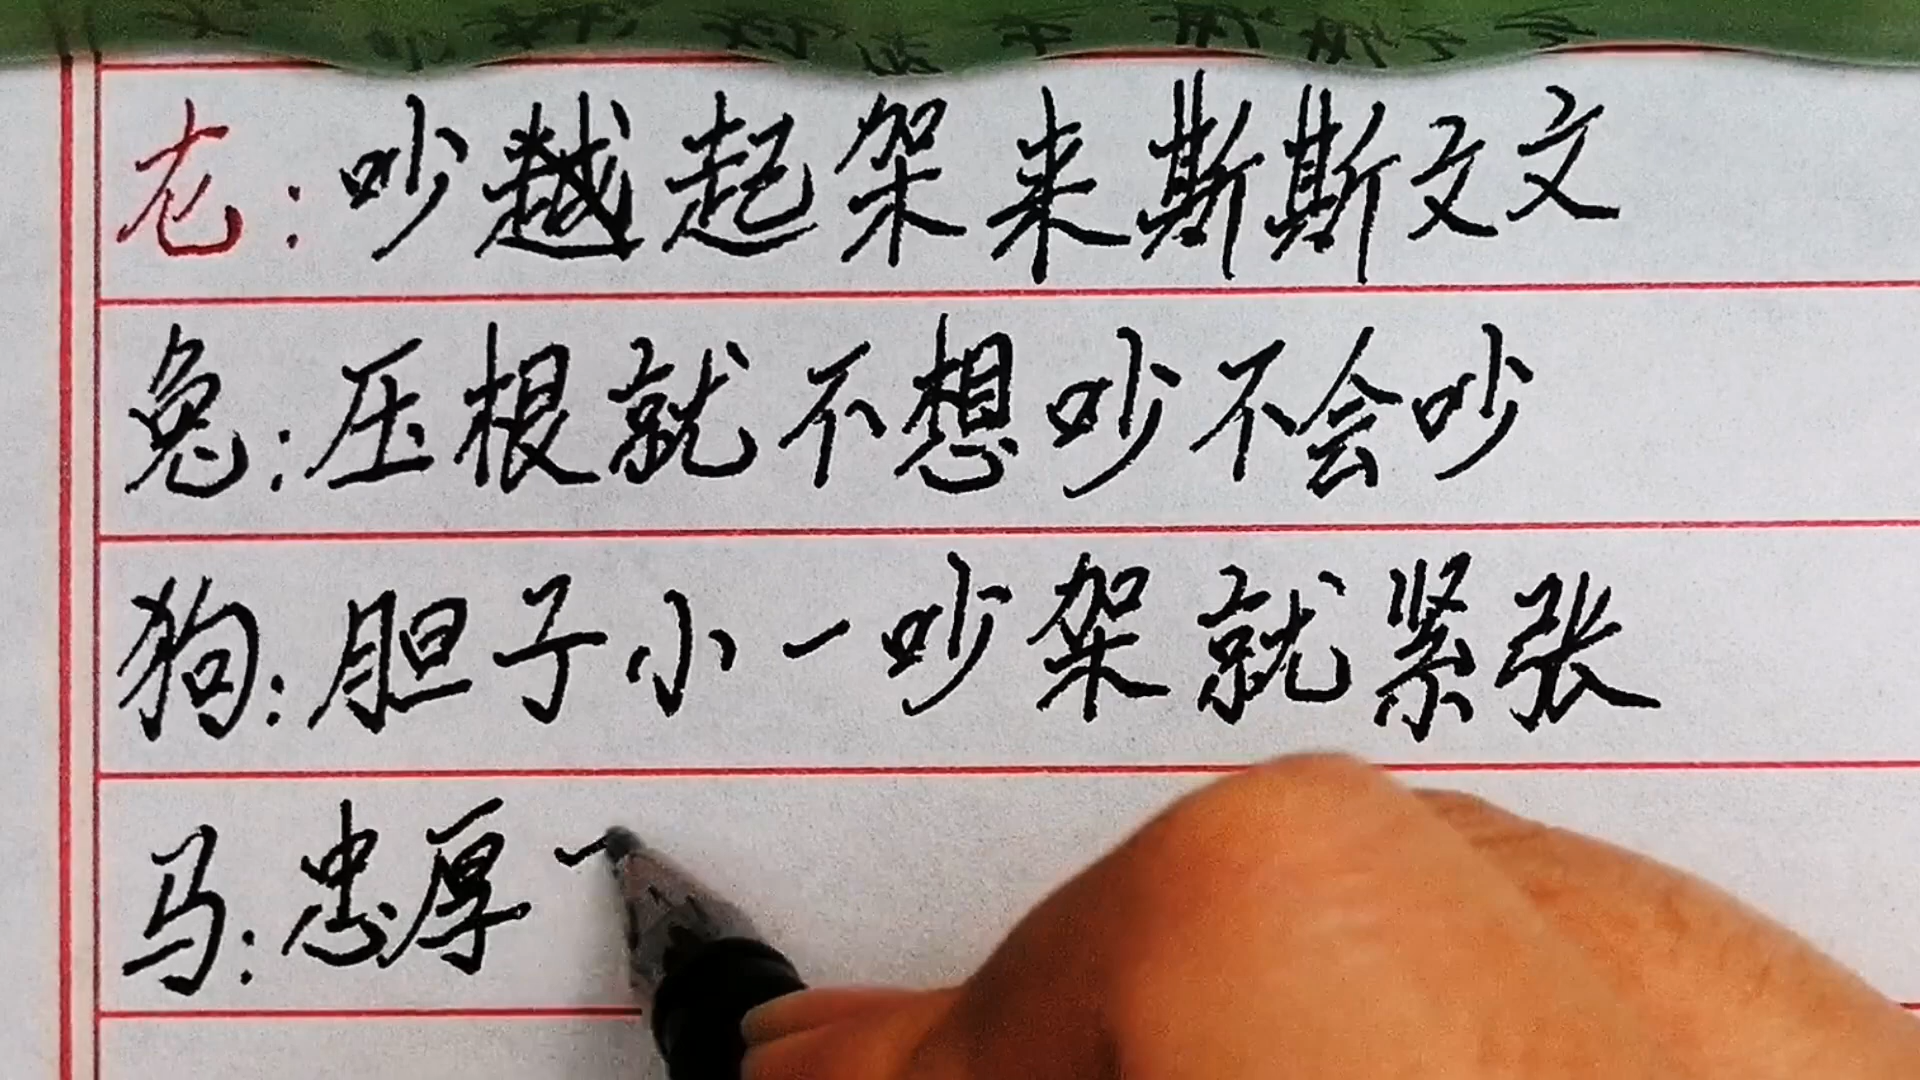 龙：吵越起架来斯斯文文
兔：压根就不想吵不会吵
狗：胆子小一吵架就紧张
马：忠厚